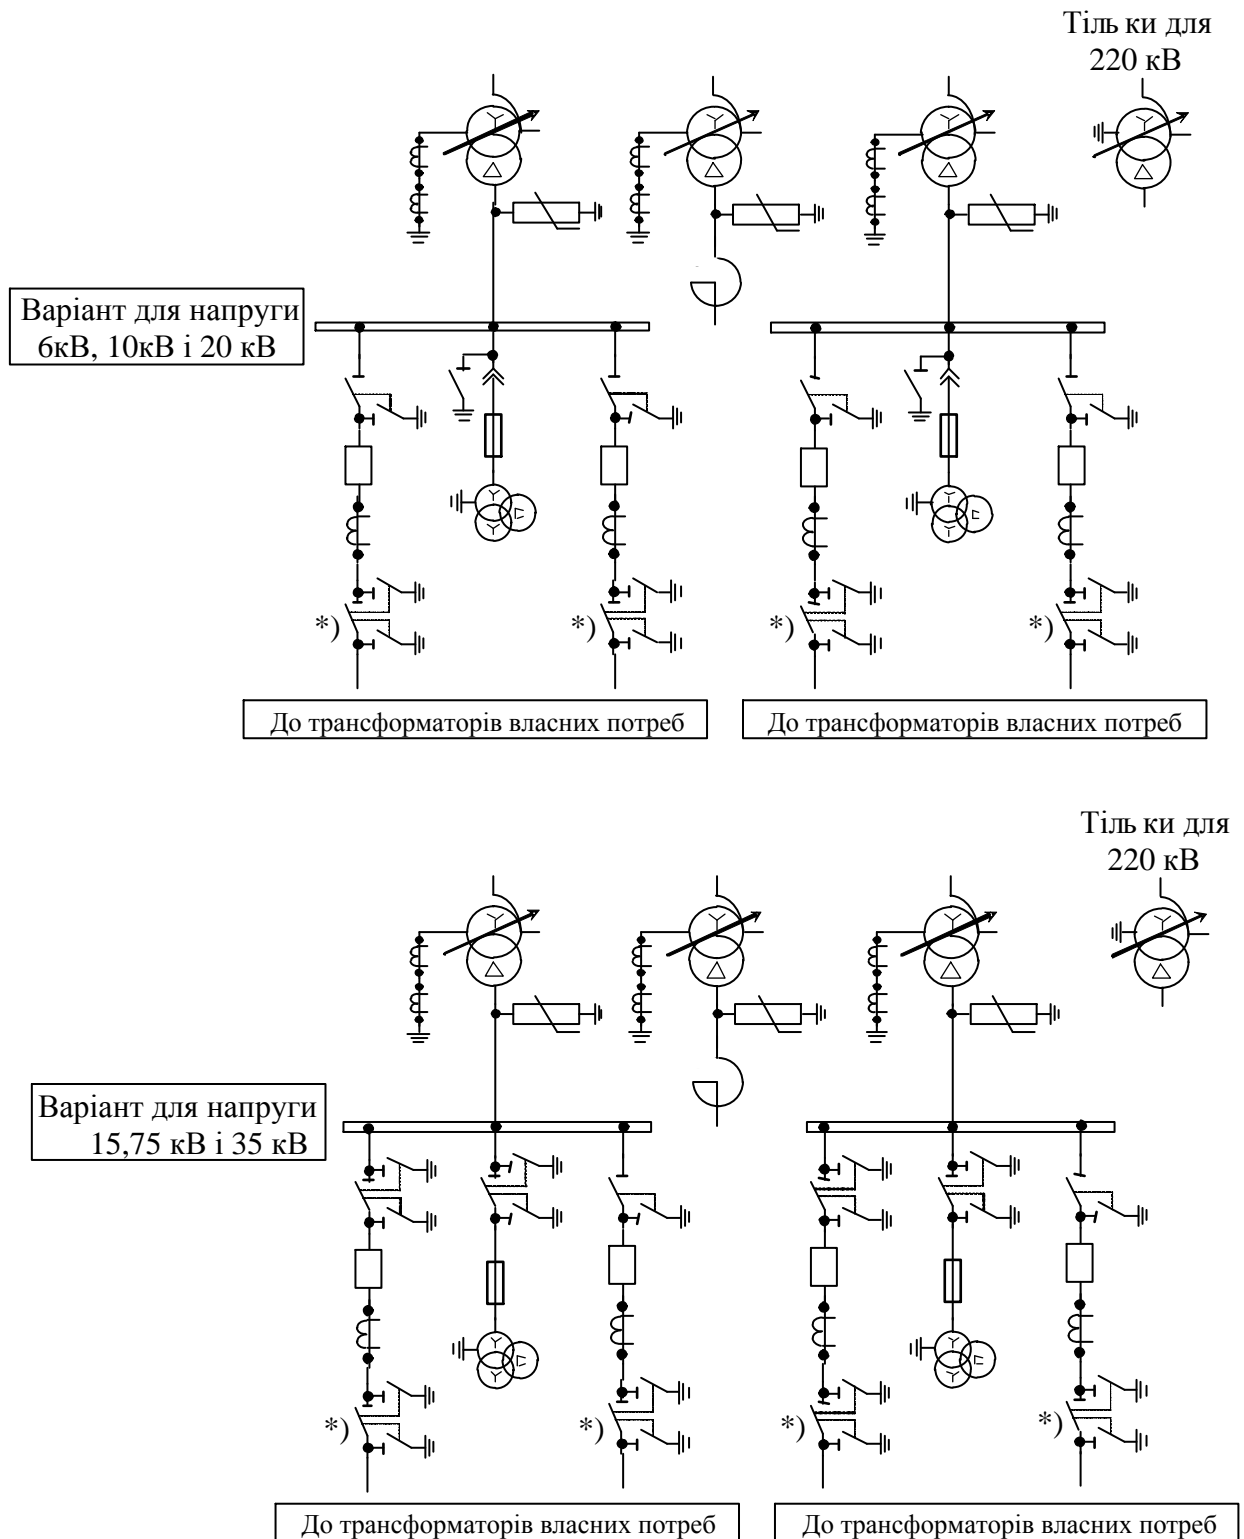 Тіль ки для
220 кВ
Варіант для напруги
6кВ, 10кВ і 20 кВ
*)
*)
*)
*)
До трансформаторів власних потреб
До трансформаторів власних потреб
Тіль ки для
220 кВ
Варіант для напруги
15,75 кВ і 35 кВ
*)
*)
*)
*)
До трансформаторів власних потреб
До трансформаторів власних потреб